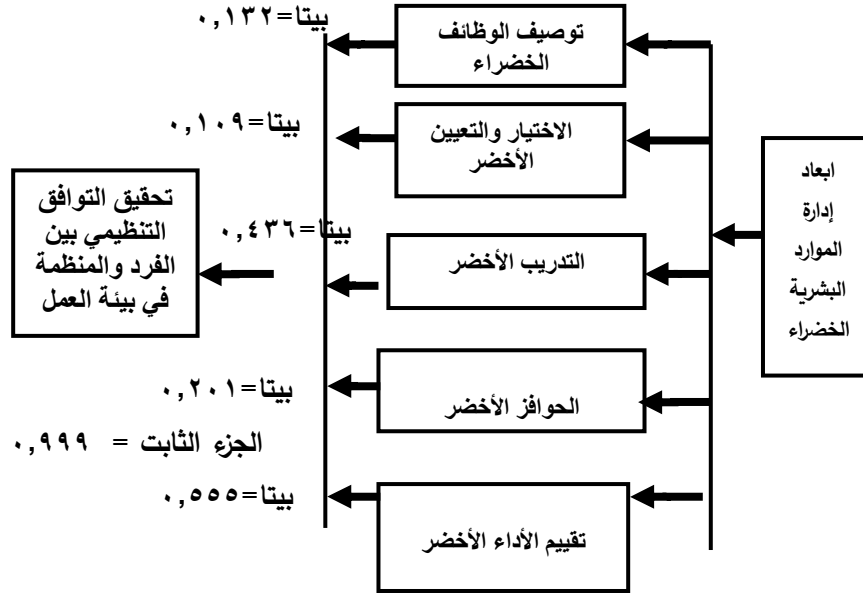 ابعاد
إدارة
الموارد
البشرية
الخضراء
توصيف الوظائف
الخضراء
بيتا=٠,١٣٢
الاختيار والتعيين
الأخضر
بيتا=٠,١٠٩
التدريب الأخضر
بيتا=٠,٤٣٦
الحوافز الأخضر
بيتا=٠,٢٠١
الجزء الثابت = ٠,٩٩٩
تقييم الأداء الأخضر
بيتا=٠,٥٥٥
تحقيق التوافق
التنظيمي بين
الفرد والمنظمة
في بيئة العمل